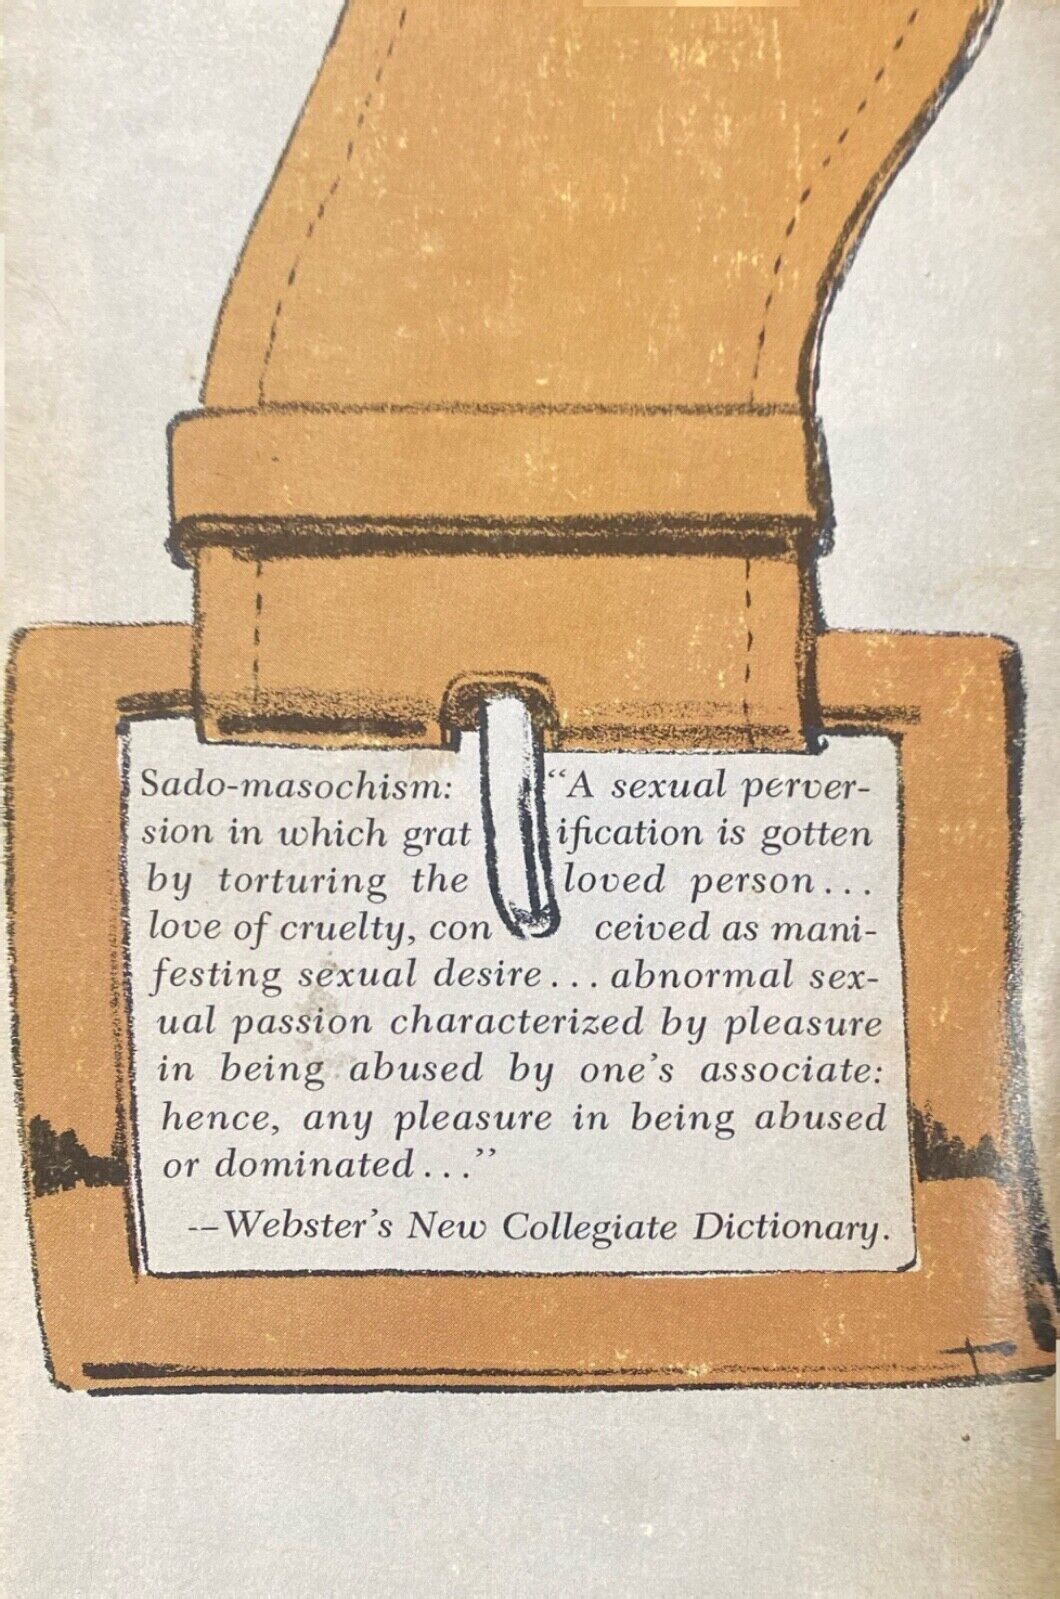 Sado-masochism: “A sexual perver-
sion in which grat ification is gotten
by torturing the loved person...
love of cruelty, con ceived as mani-
festing sexual desire... abnormal sex-
ual passion characterized by pleasure
in being abused by one’s associate:
hence, any pleasure in being abused
or dominated...”
--Webster’s New Collegiate Dictionary.